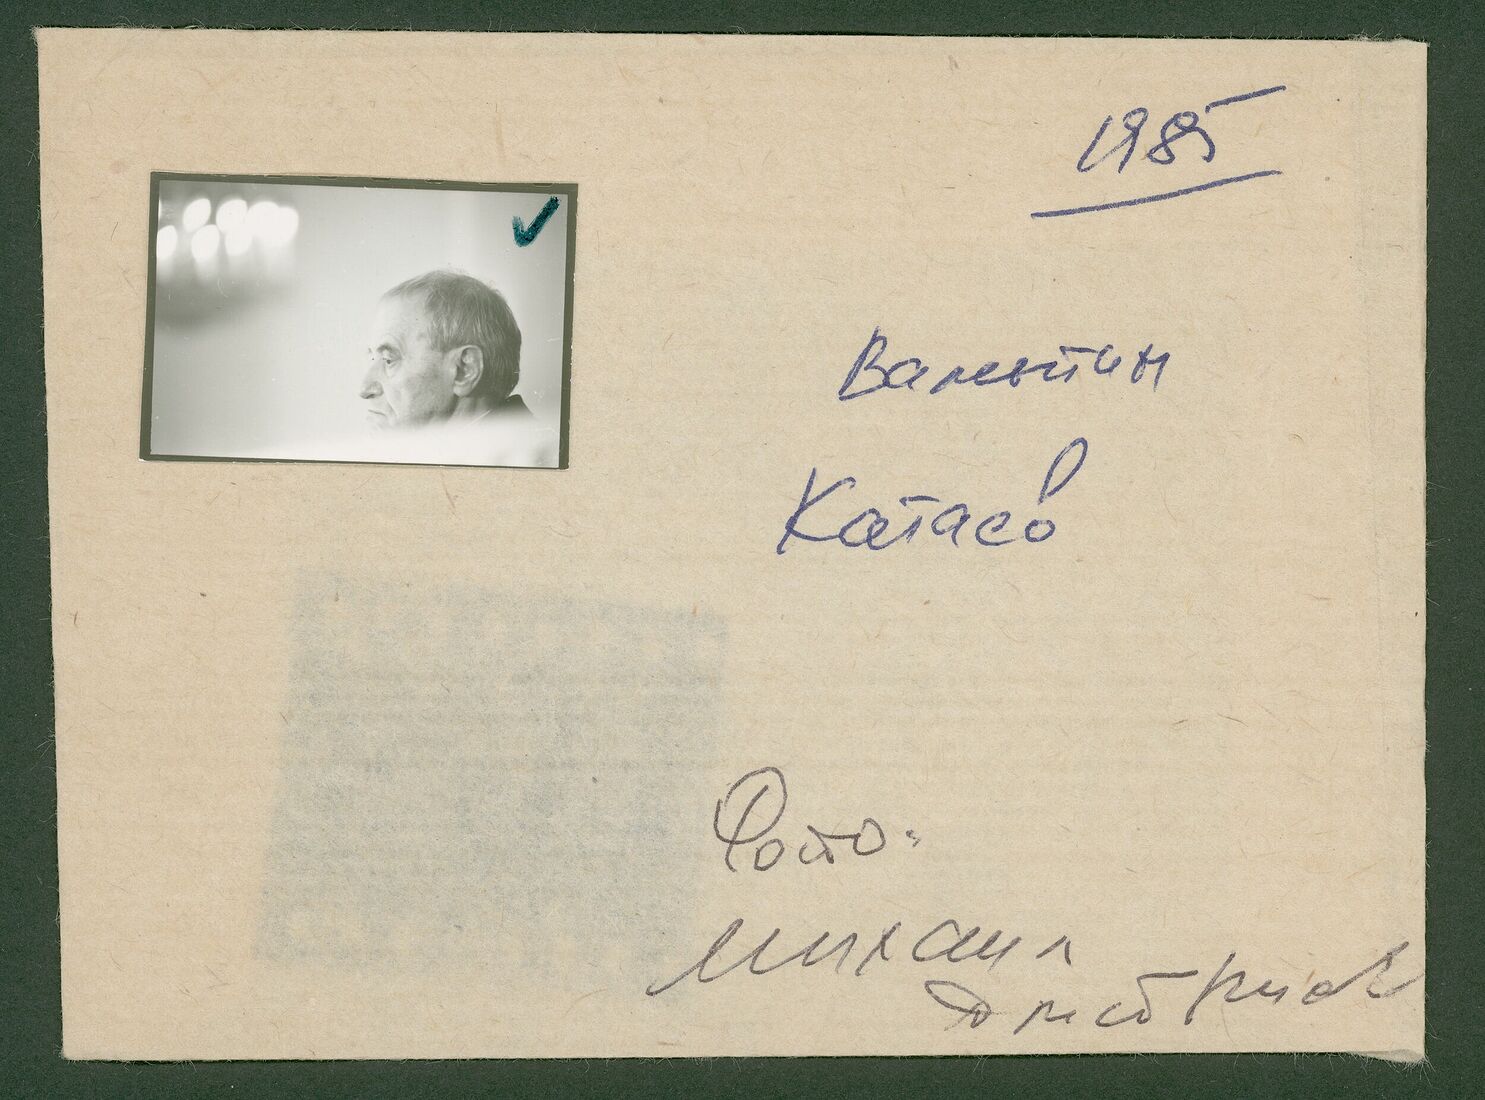 1985
Валентин
Катаев
Фото:
Михаил
Дмитриев